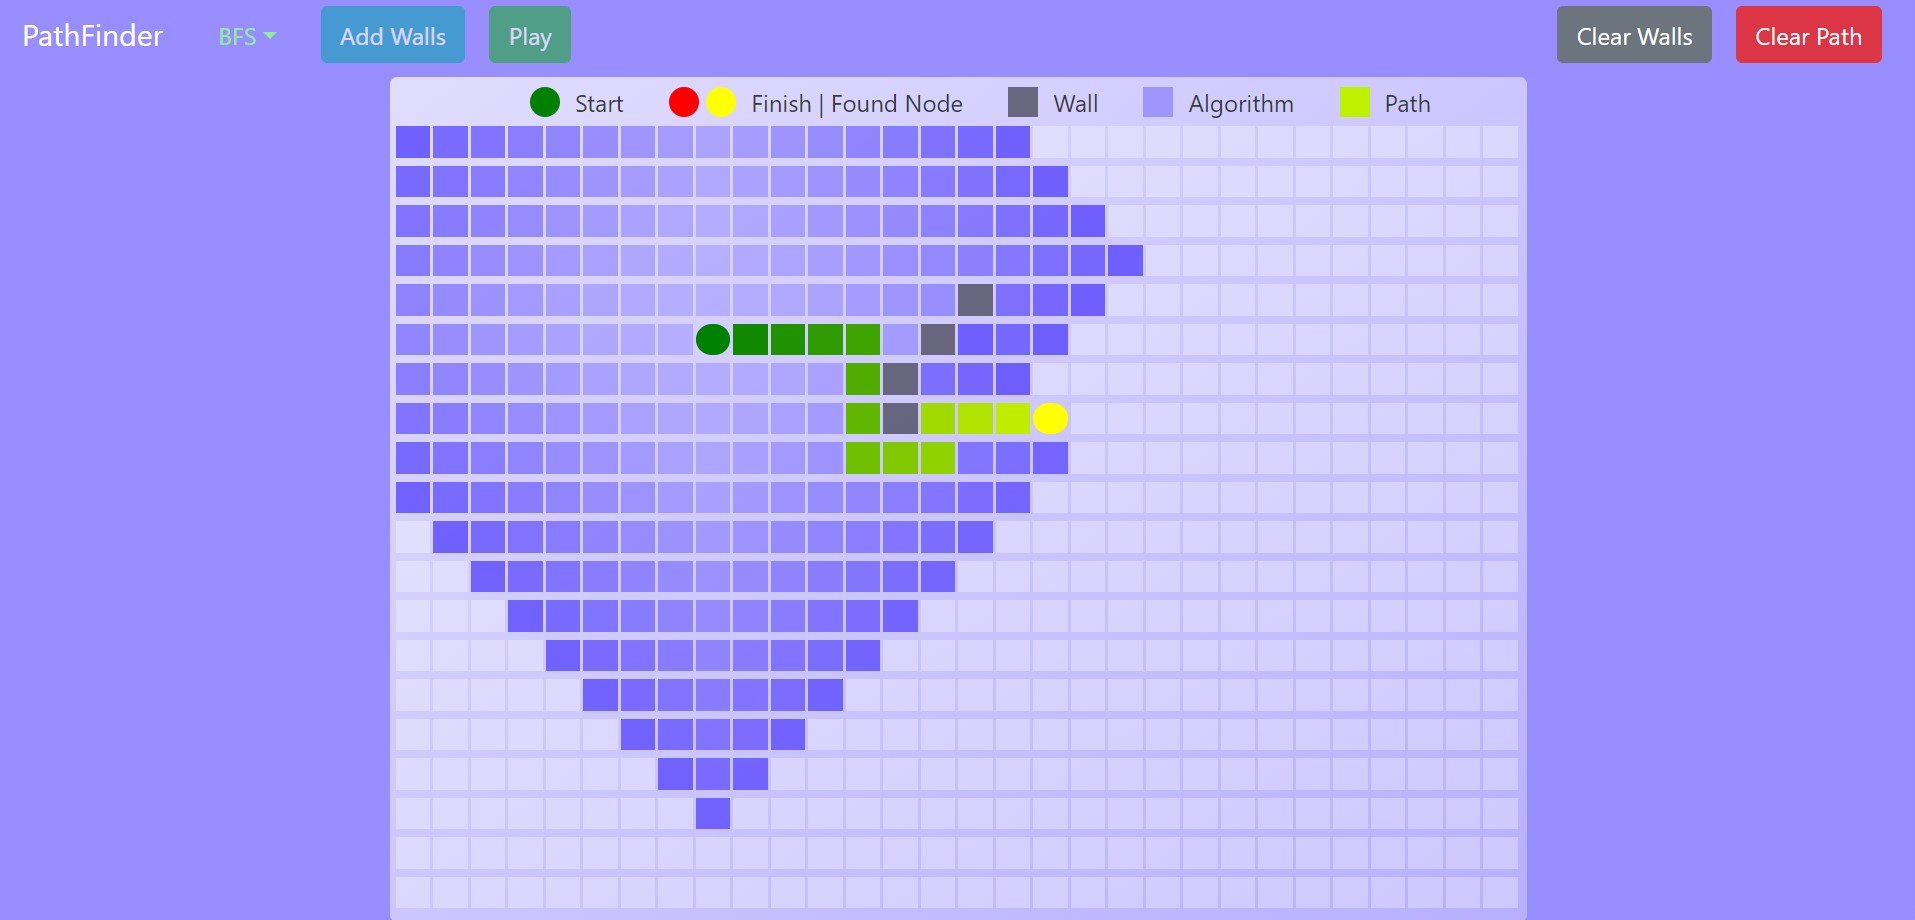 PathFinder BFS Add Walls Play Clear Walls Clear Path
Start Finish | Found Node Wall Algorithm Path